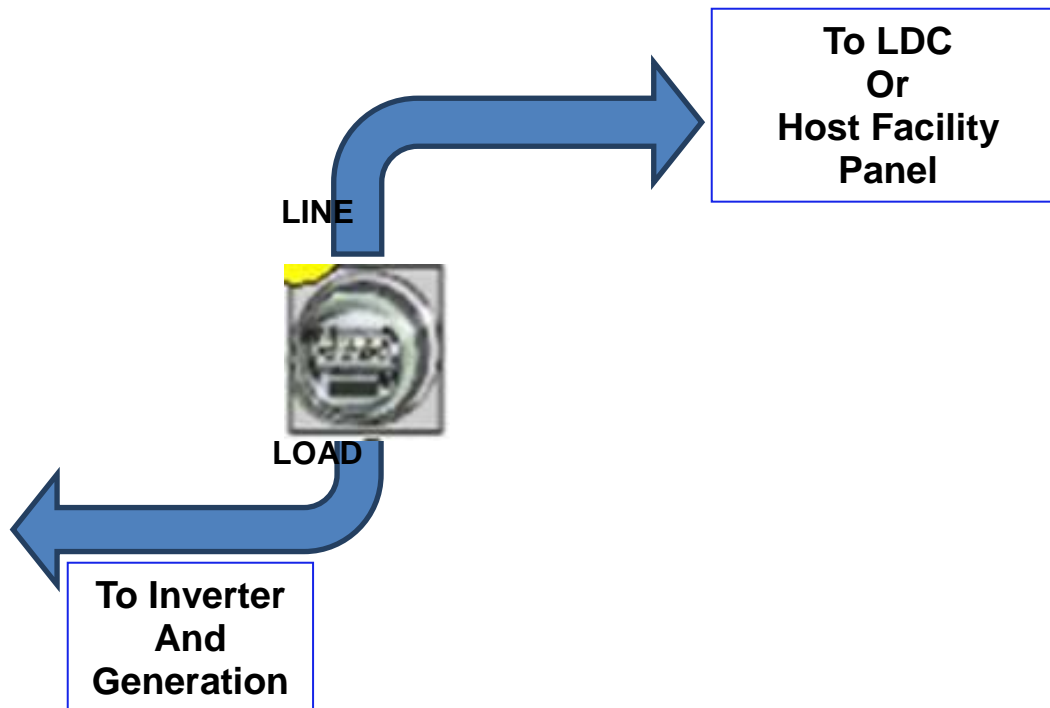 To LDC
Or
Host Facility
Panel
LINE
LOAD
To Inverter
And
Generation